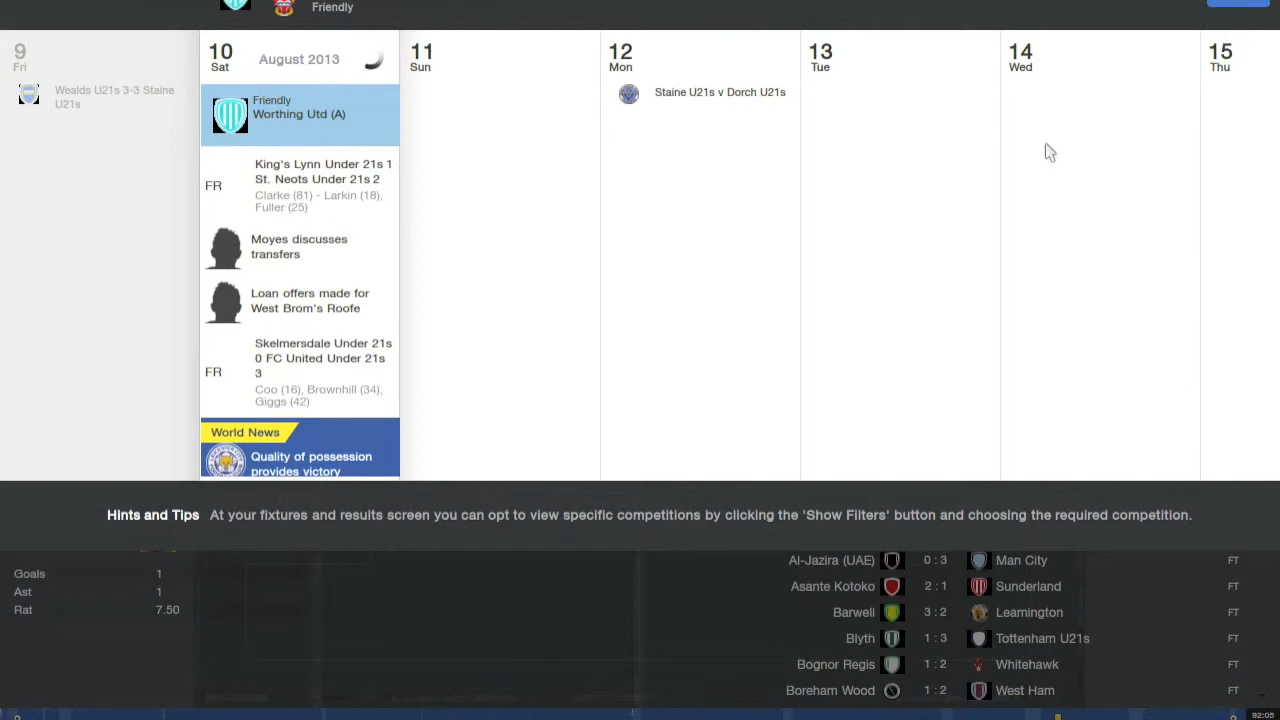 Friendly
9
Fri
Wealds U21s 3-3 Staine
U21s
10
Sat
August 2013
Friendly
Worthing Utd (A)
FR
King's Lynn Under 21s 1
St. Neots Under 21s 2
Clarke (81) - Larkin (18),
Fuller (25)
Moyes discusses
transfers
Loan offers made for
West Brom's Roofe
FR
Skelmersdale Under 21s
0 FC United Under 21s
3
Coo (16), Brownhill (34),
Giggs (42)
World News
Quality of possession
provides victory
11
Sun
12
Mon
Staine U21s v Dorch U21s
13
Tue
14
Wed
15
Thu
Hints and Tips At your fixtures and results screen you can opt to view specific competitions by clicking the 'Show Filters' button and choosing the required competition.
Goals 1
Ast 1
Rat 7.50
Al-Jazira (UAE) 0 : 3 Man City FT
Asante Kotoko 2 : 1 Sunderland FT
Barwell 3 : 2 Leamington FT
Blyth 1 : 3 Tottenham U21s FT
Bognor Regis 1 : 2 Whitehawk FT
Boreham Wood 1 : 2 West Ham FT
92:05